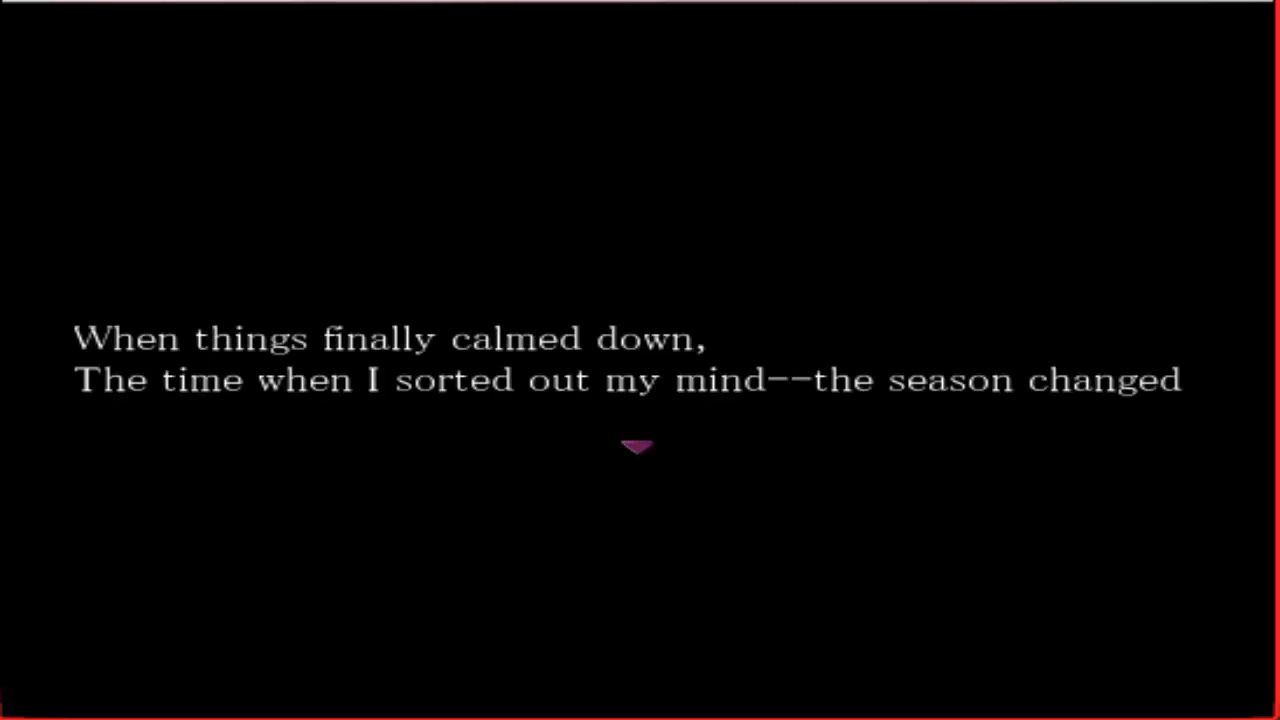 When things finally calmed down,
The time when I sorted out my mind--the season changed